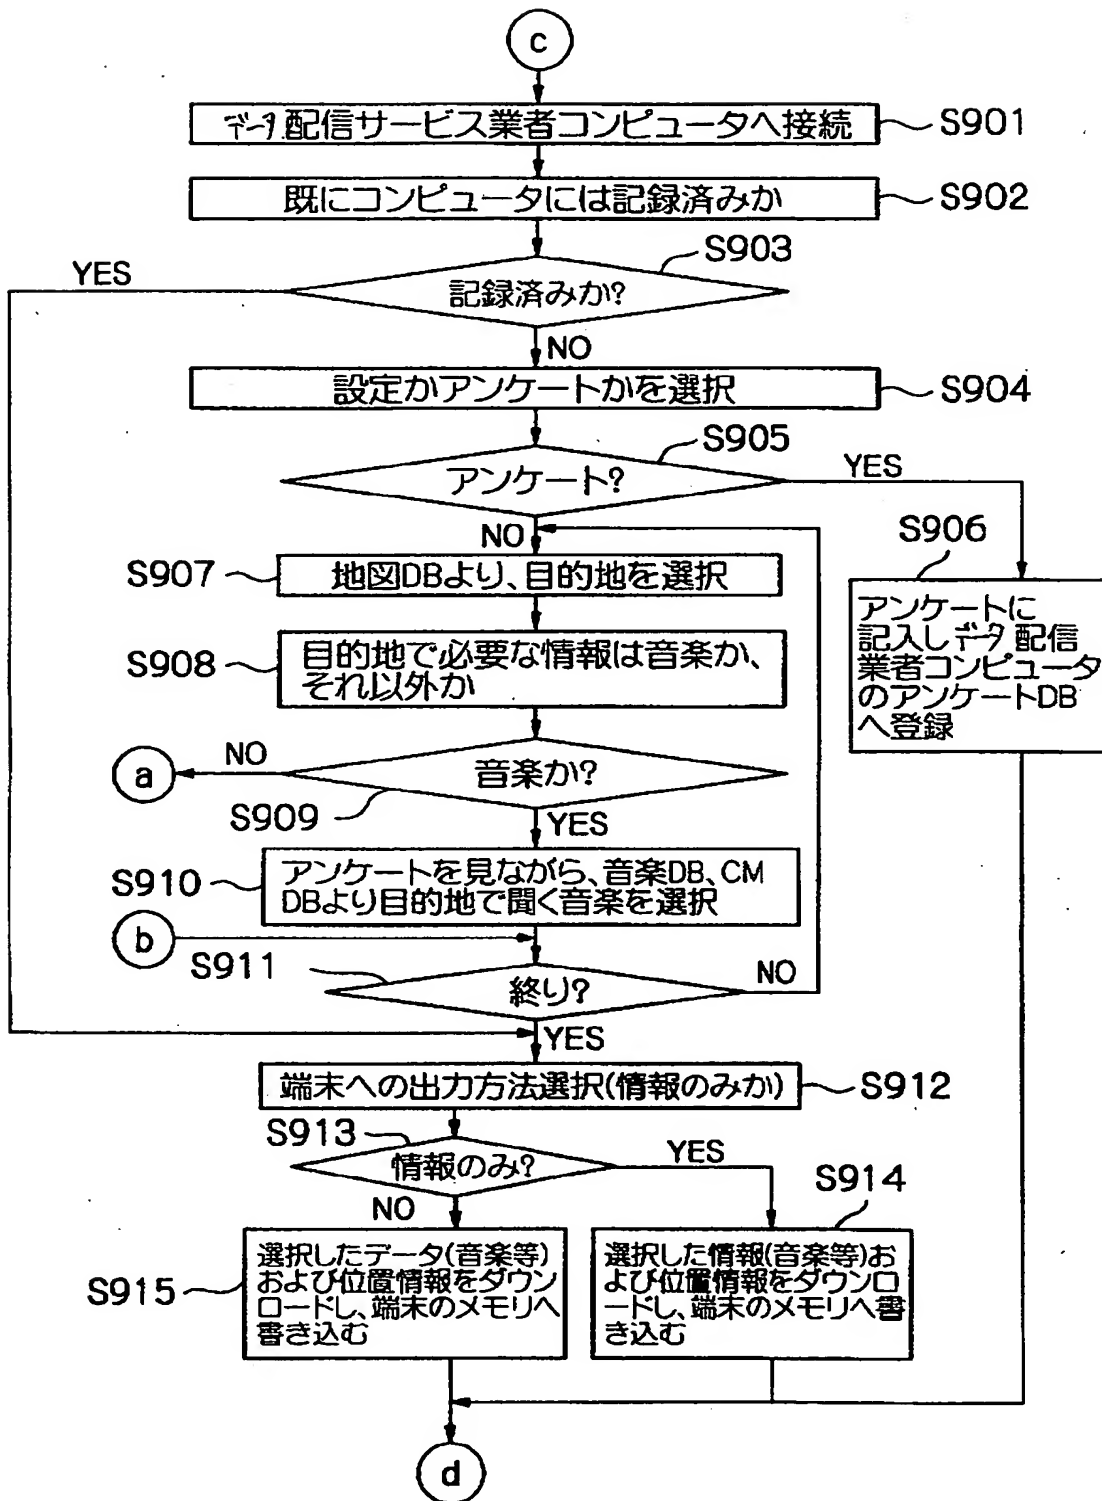 c
データ配信サービス業者コンピュータへ接続
S901
既にコンピュータには記録済みか
S902
S903
YES
記録済みか?
NO
設定かアンケートかを選択
S904
S905
アンケート?
YES
NO
S906
S907
地図DBより、目的地を選択
アンケートに
記入しデータ配信
業者コンピュータ
のアンケートDB
へ登録
S908
目的地で必要な情報は音楽か、
それ以外か
a
NO
音楽か?
S909
YES
S910
アンケートを見ながら、音楽DB、CM
DBより目的地で聞く音楽を選択
b
S911
終り?
NO
YES
端末への出力方法選択(情報のみか)
S912
S913
情報のみ?
YES
NO
S914
S915
選択したデータ(音楽等)
および位置情報をダウン
ロードし、端末のメモリへ
書き込む
選択した情報(音楽等)お
よび位置情報をダウンロ
ードし、端末のメモリへ書
き込む
d